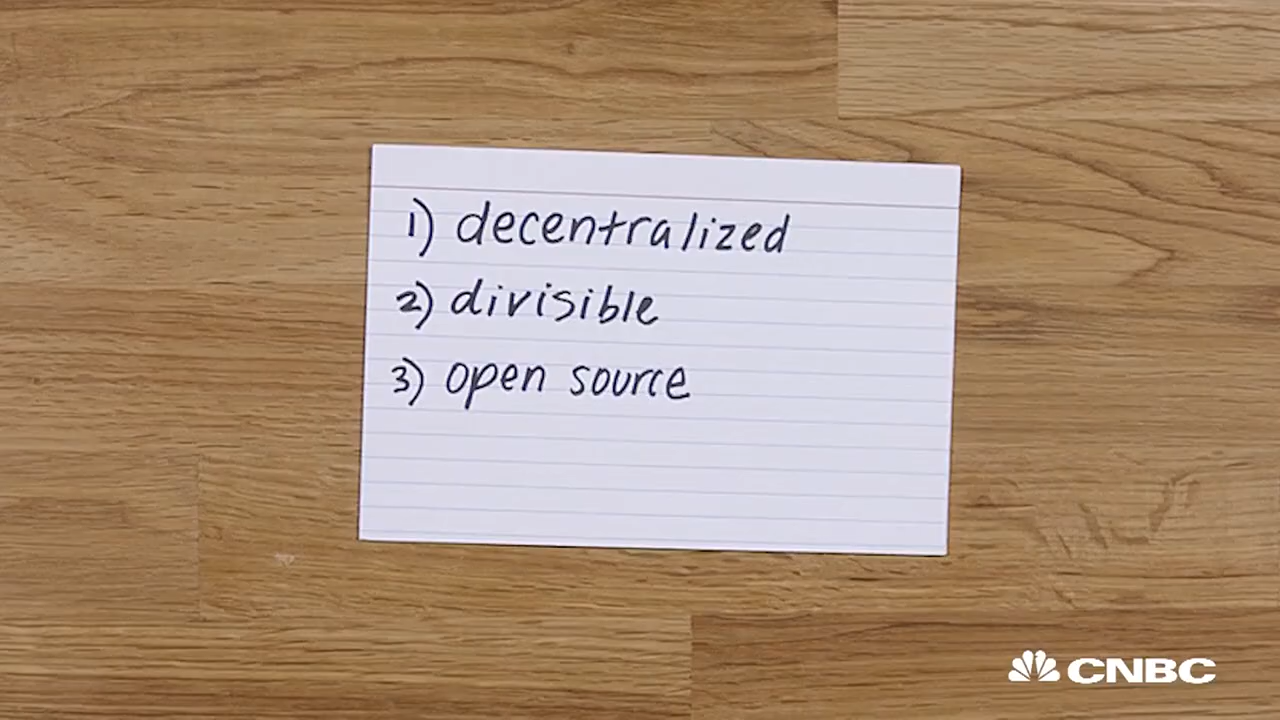 1) decentralized
2) divisible
3) open source
CNBC